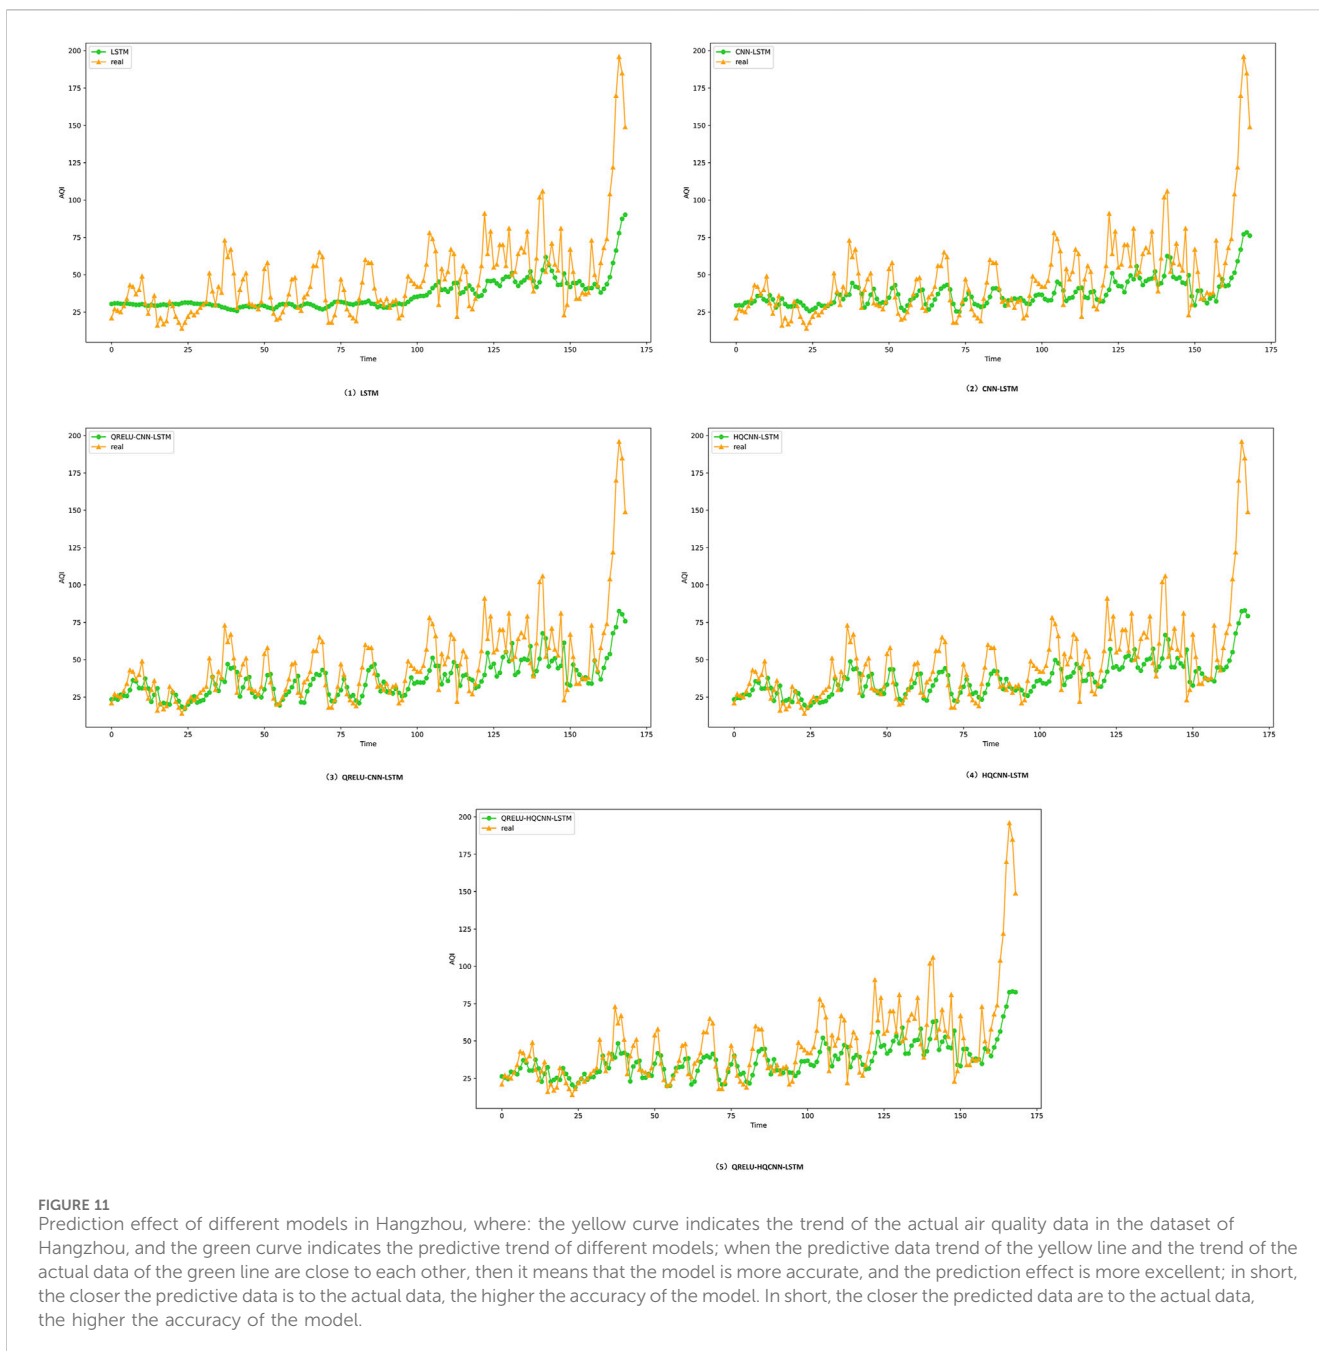 LSTM
real
200
175
150
125
100
75
50
25
AQI
0 25 50 75 100 125 150 175
Time
（1）LSTM
CNN-LSTM
real
200
175
150
125
100
75
50
25
AQI
0 25 50 75 100 125 150 175
Time
（2）CNN-LSTM
QRELU-CNN-LSTM
real
200
175
150
125
100
75
50
25
AQI
0 25 50 75 100 125 150 175
Time
（3）QRELU-CNN-LSTM
HQCNN-LSTM
real
200
175
150
125
100
75
50
25
AQI
0 25 50 75 100 125 150 175
Time
（4）HQCNN-LSTM
QRELU-HQCNN-LSTM
real
200
175
150
125
100
75
50
25
AQI
0 25 50 75 100 125 150 175
Time
（5）QRELU-HQCNN-LSTM
FIGURE 11
Prediction effect of different models in Hangzhou, where: the yellow curve indicates the trend of the actual air quality data in the dataset of
Hangzhou, and the green curve indicates the predictive trend of different models; when the predictive data trend of the yellow line and the trend of the
actual data of the green line are close to each other, then it means that the model is more accurate, and the prediction effect is more excellent; in short,
the closer the predictive data is to the actual data, the higher the accuracy of the model. In short, the closer the predicted data are to the actual data,
the higher the accuracy of the model.